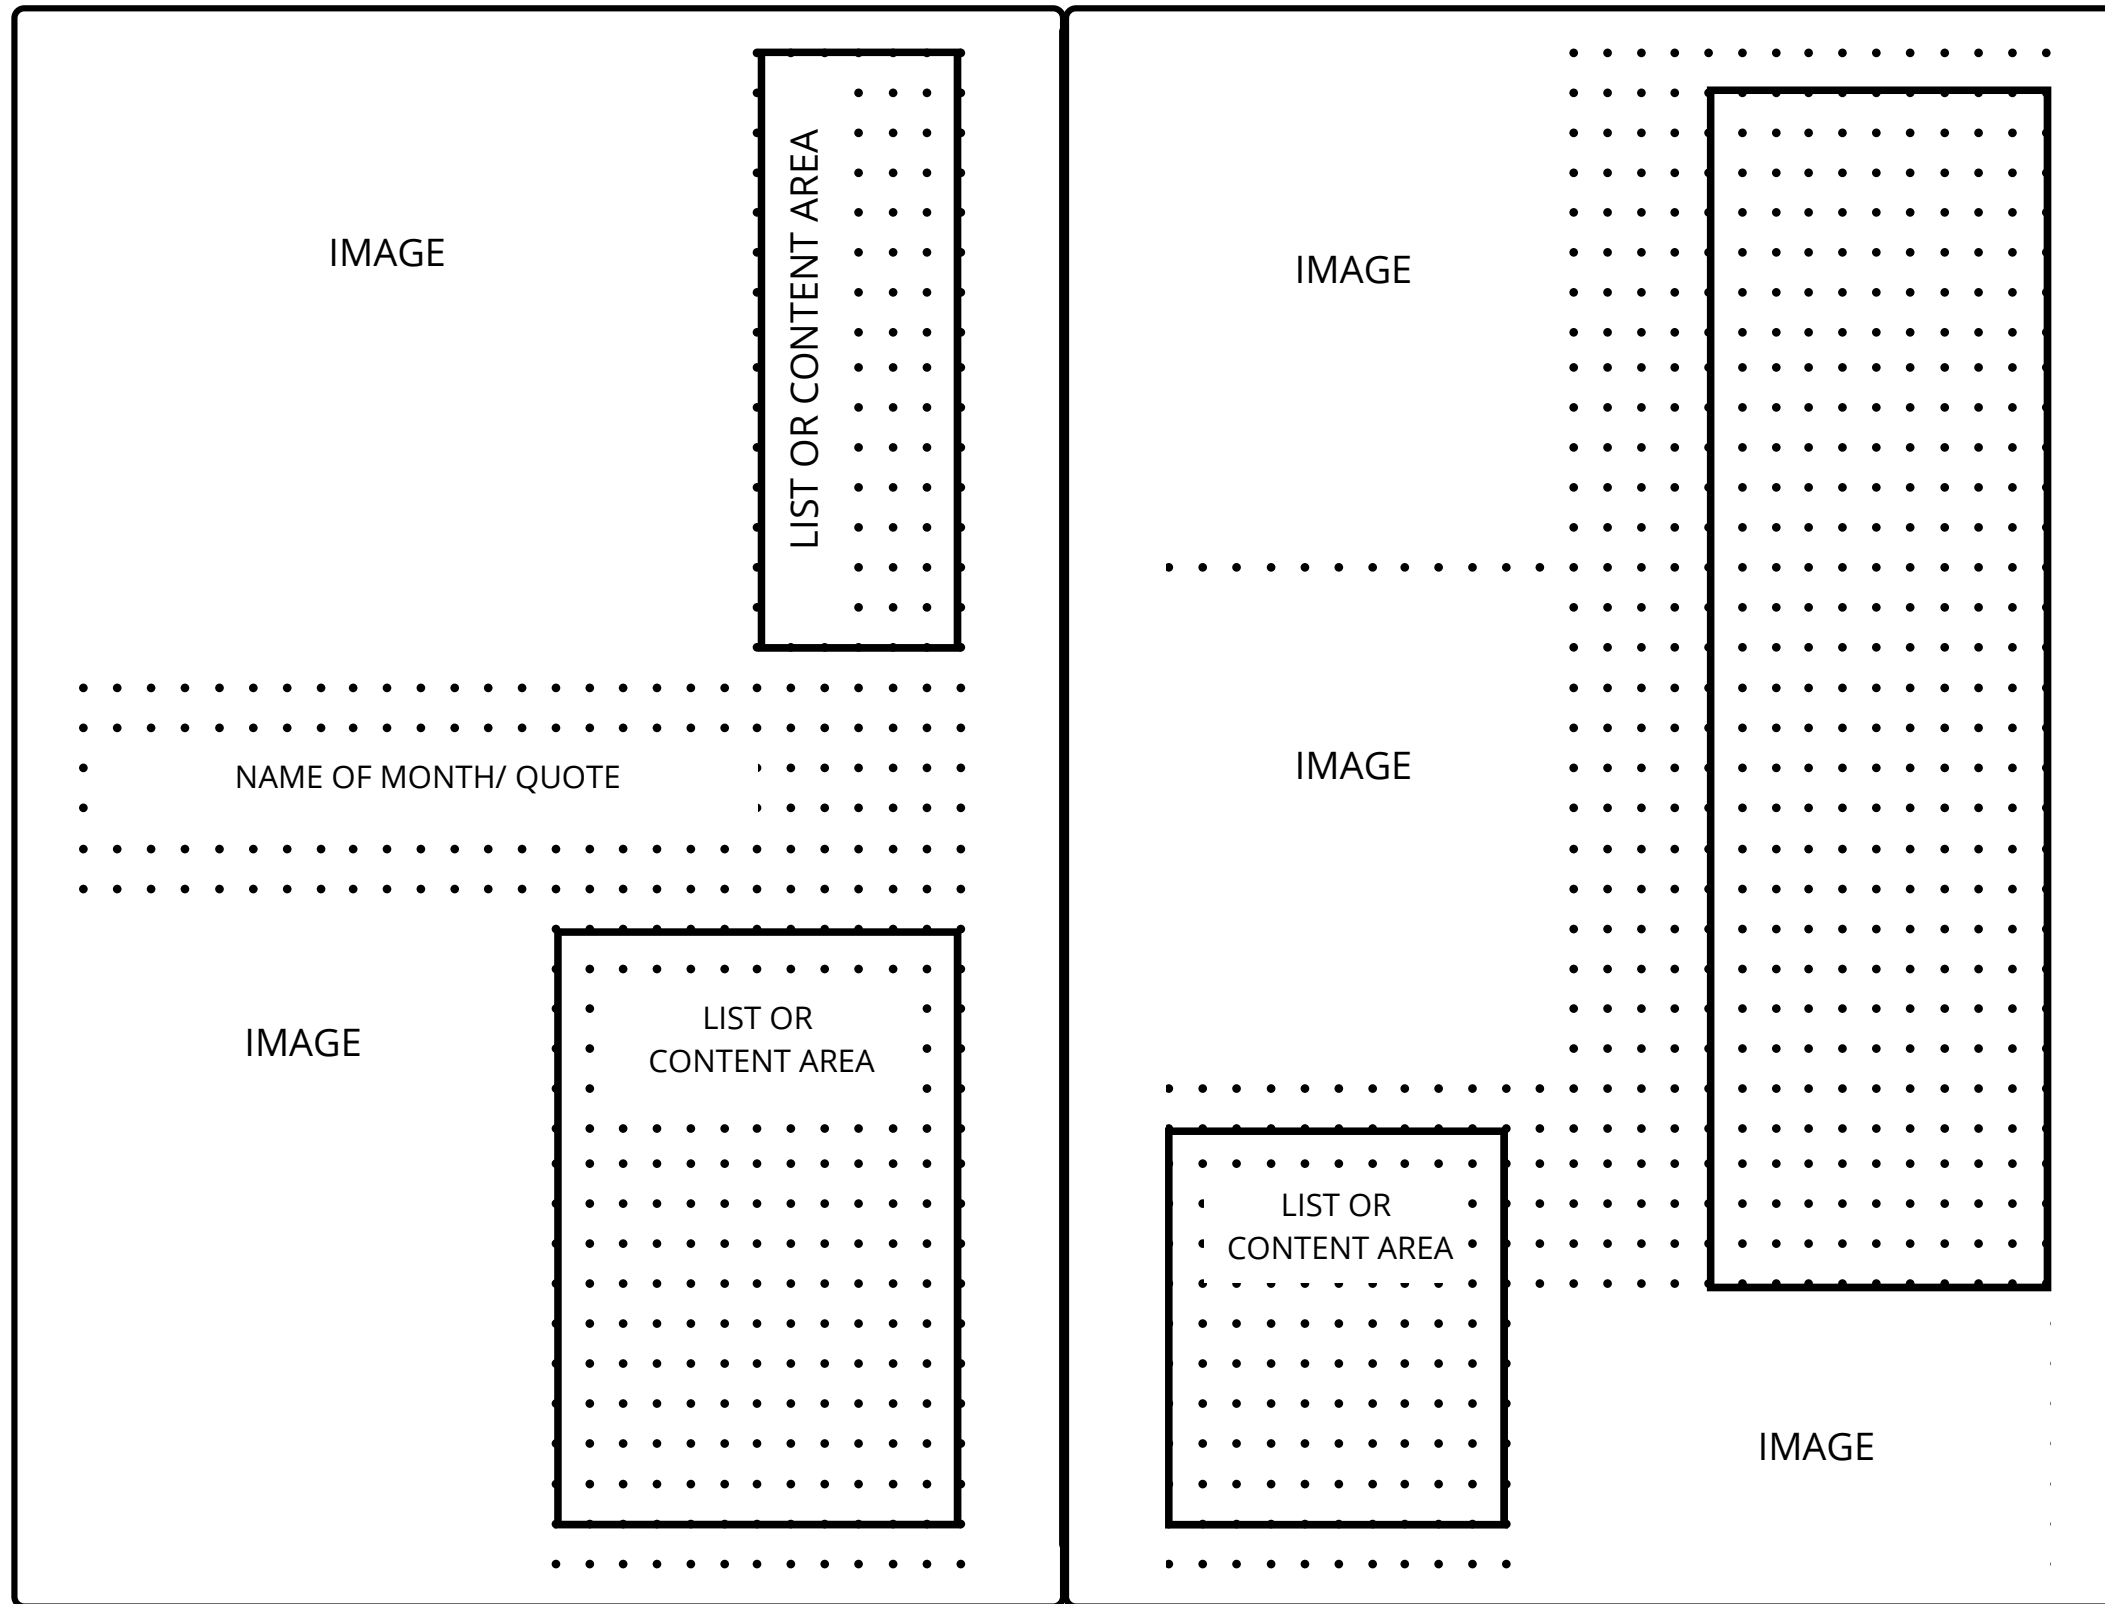 IMAGE
LIST OR CONTENT AREA
NAME OF MONTH/ QUOTE
IMAGE
LIST OR
CONTENT AREA
IMAGE
IMAGE
LIST OR
CONTENT AREA
IMAGE